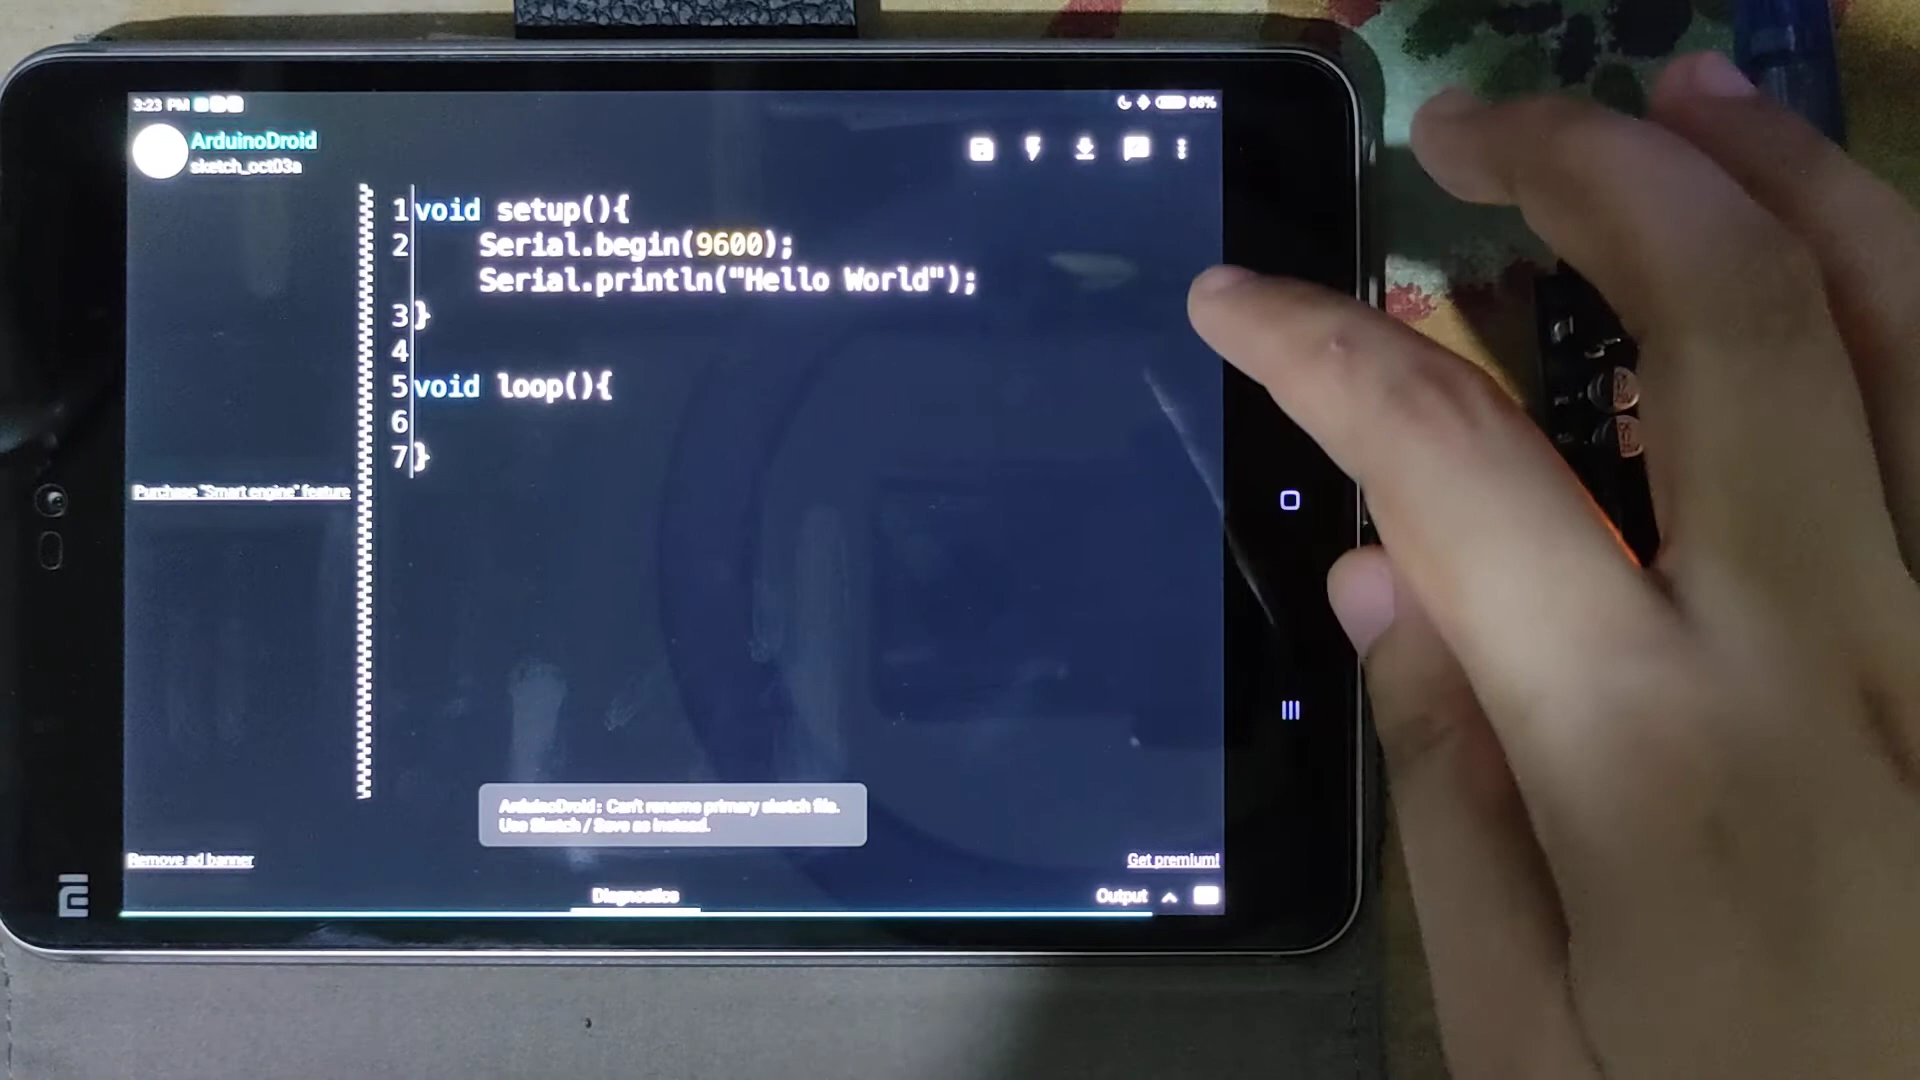 3:23 PM
86%
ArduinoDroid
sketch_oct03a
1 void setup(){
2 Serial.begin(9600);
Serial.println("Hello World");
3 }
4
5 void loop(){
6
7 }
Purchase "Smart engine" feature
ArduinoDroid : Can't rename primary sketch file.
Use Sketch / Save as instead.
Remove ad banner
Get premium!
Diagnostics
Output